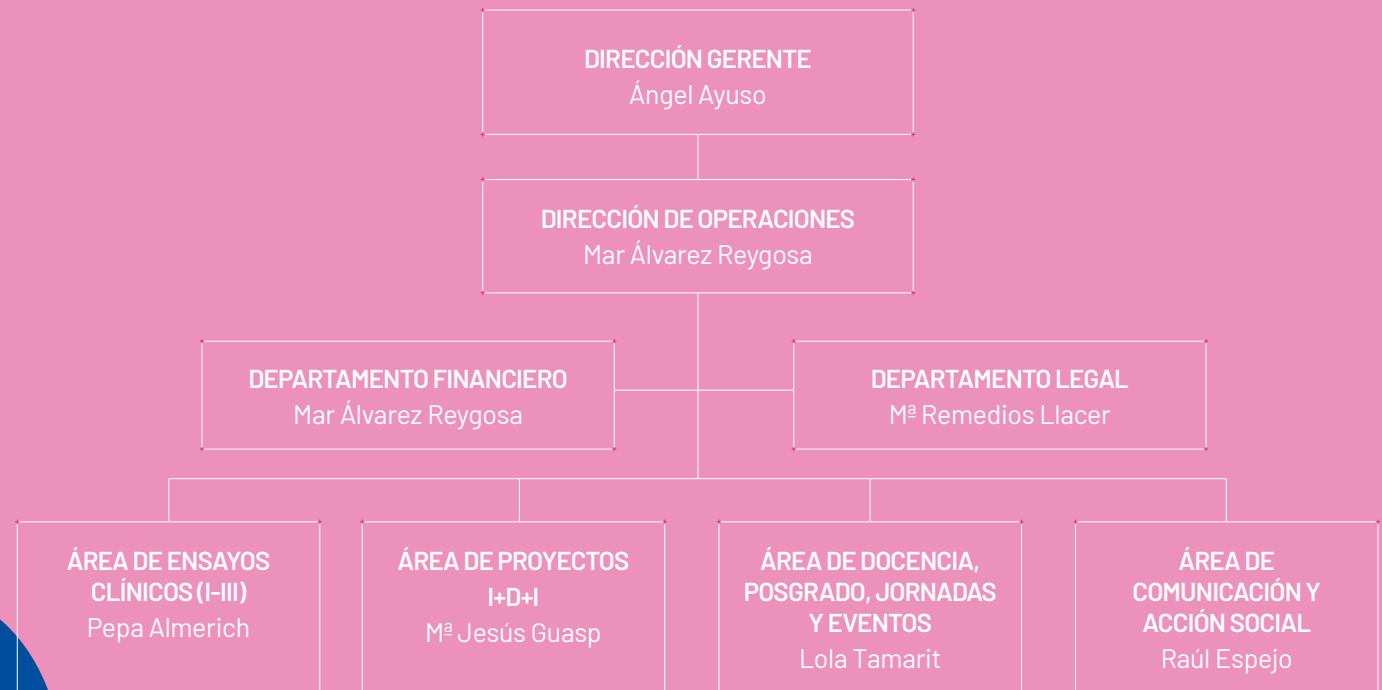 DIRECCIÓN GERENTE
Ángel Ayuso
DIRECCIÓN DE OPERACIONES
Mar Álvarez Reygosa
DEPARTAMENTO FINANCIERO
Mar Álvarez Reygosa
DEPARTAMENTO LEGAL
Mª Remedios Llacer
ÁREA DE ENSAYOS
CLÍNICOS (I-III)
Pepa Almerich
ÁREA DE PROYECTOS
I+D+I
Mª Jesús Guasp
ÁREA DE DOCENCIA,
POSGRADO, JORNADAS
Y EVENTOS
Lola Tamarit
ÁREA DE
COMUNICACIÓN Y
ACCIÓN SOCIAL
Raúl Espejo